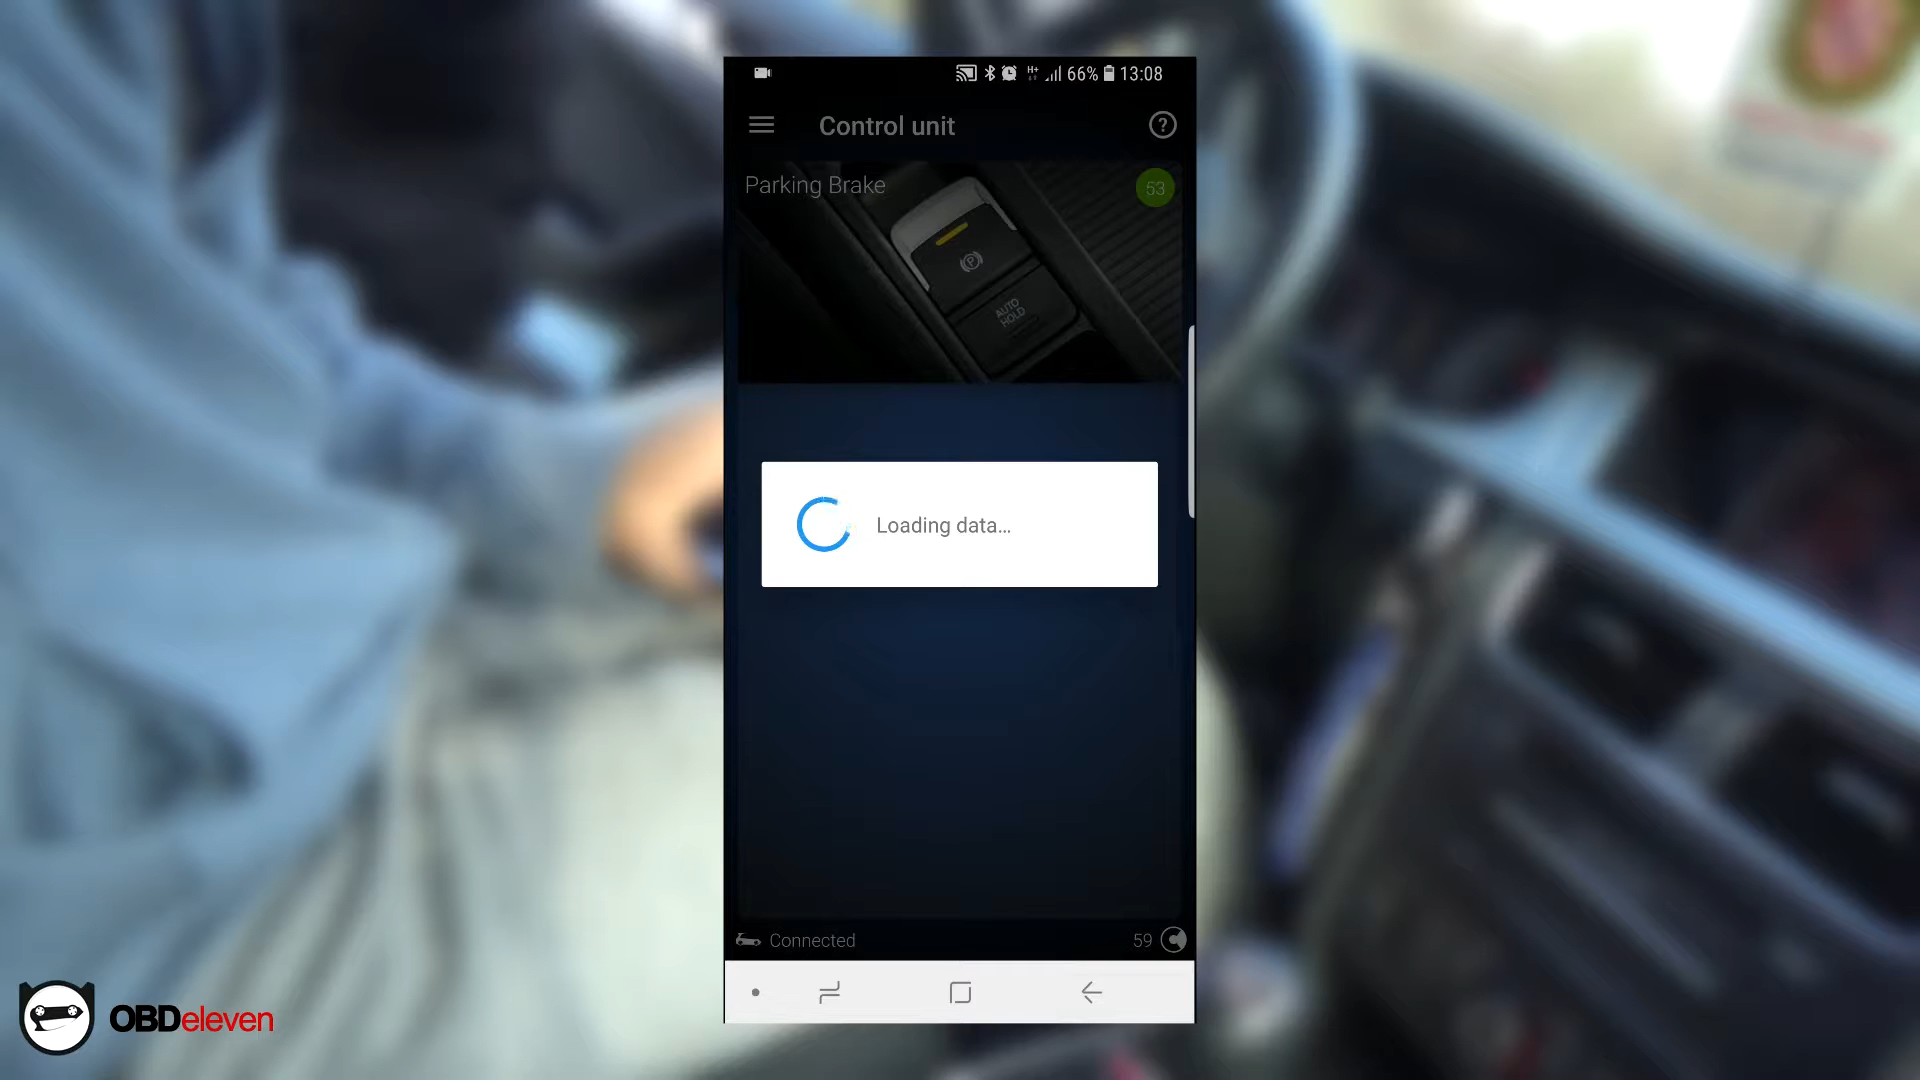 H+ 66% 13:08
Control unit ?
Parking Brake 53
P
AUTO
HOLD
Loading data...
Connected 59
OBDeleven